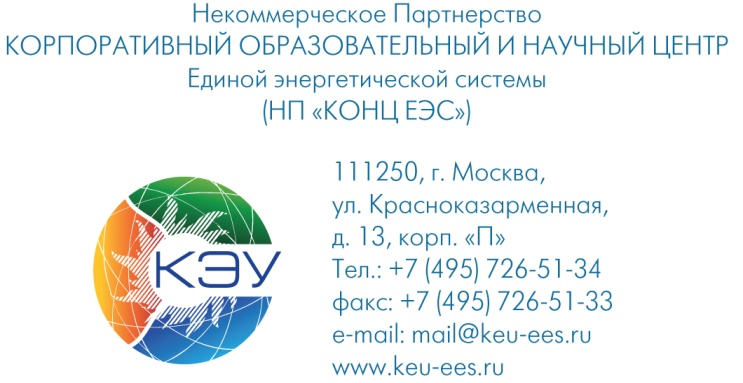 Некоммерческое Партнерство
КОРПОРАТИВНЫЙ ОБРАЗОВАТЕЛЬНЫЙ И НАУЧНЫЙ ЦЕНТР
Единой энергетической системы
(НП «КОНЦ ЕЭС»)
КЭУ
111250, г. Москва,
ул. Красноказарменная,
д. 13, корп. «П»
Тел.: +7 (495) 726-51-34
факс: +7 (495) 726-51-33
e-mail: mail@keu-ees.ru
www.keu-ees.ru